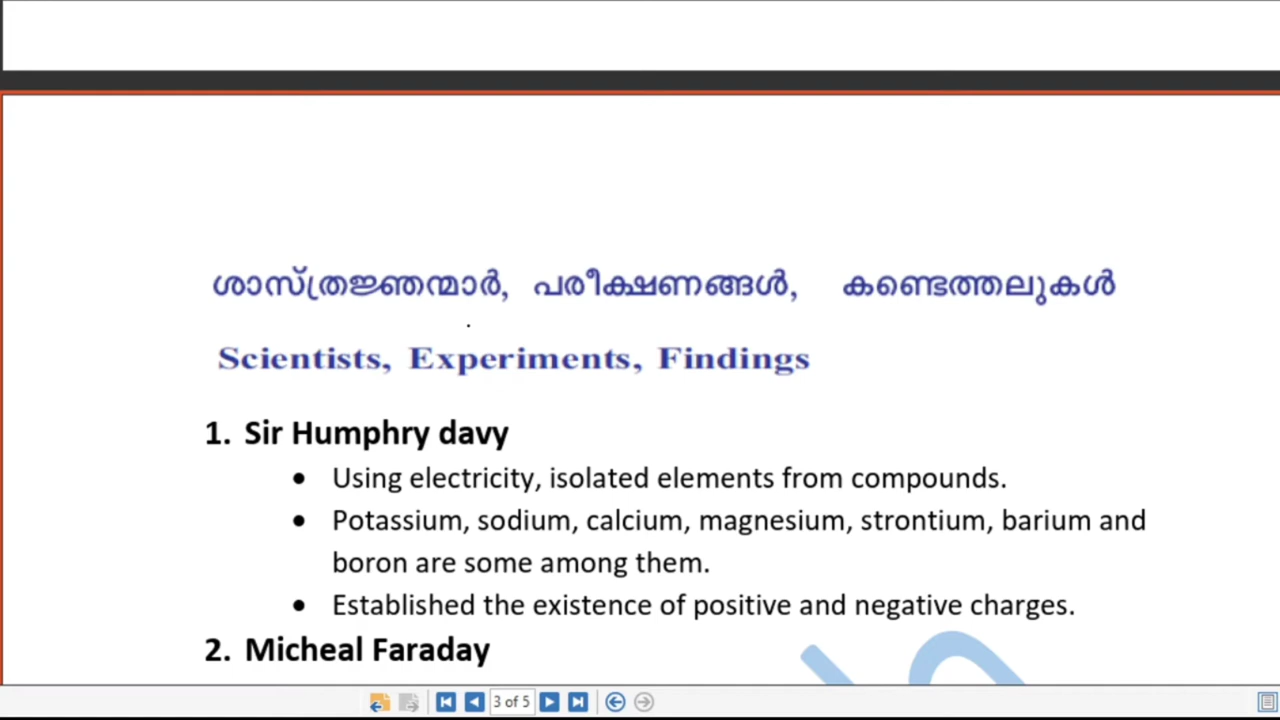 ശാസ്ത്രജ്ഞന്മാർ, പരീക്ഷണങ്ങൾ, കണ്ടെത്തലുകൾ
Scientists, Experiments, Findings
1. Sir Humphry davy
• Using electricity, isolated elements from compounds.
• Potassium, sodium, calcium, magnesium, strontium, barium and
boron are some among them.
• Established the existence of positive and negative charges.
2. Micheal Faraday
3 of 5